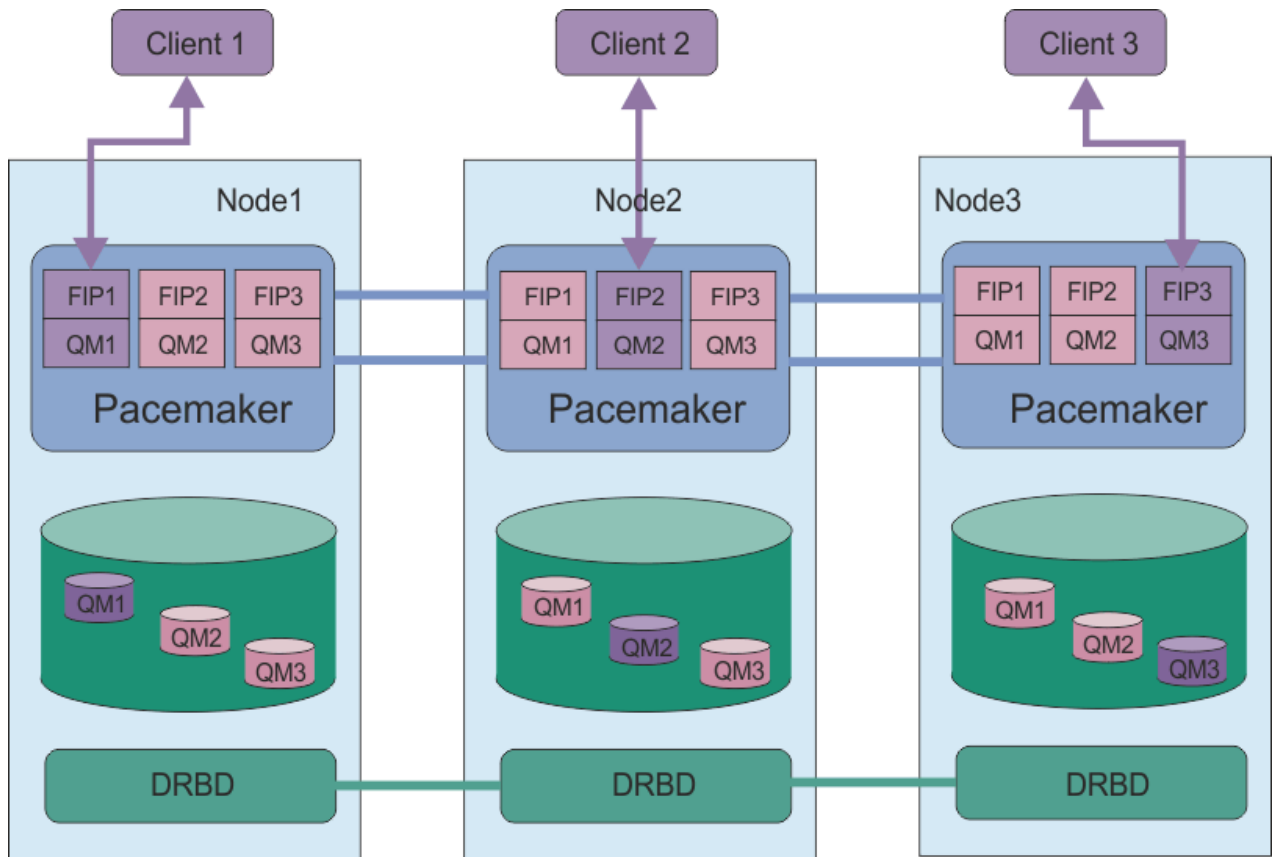 Client 1
Client 2
Client 3
Node1
Node2
Node3
FIP1 FIP2 FIP3
QM1 QM2 QM3
Pacemaker
FIP1 FIP2 FIP3
QM1 QM2 QM3
Pacemaker
FIP1 FIP2 FIP3
QM1 QM2 QM3
Pacemaker
QM1
QM2
QM3
QM1
QM2
QM3
QM1
QM2
QM3
DRBD
DRBD
DRBD